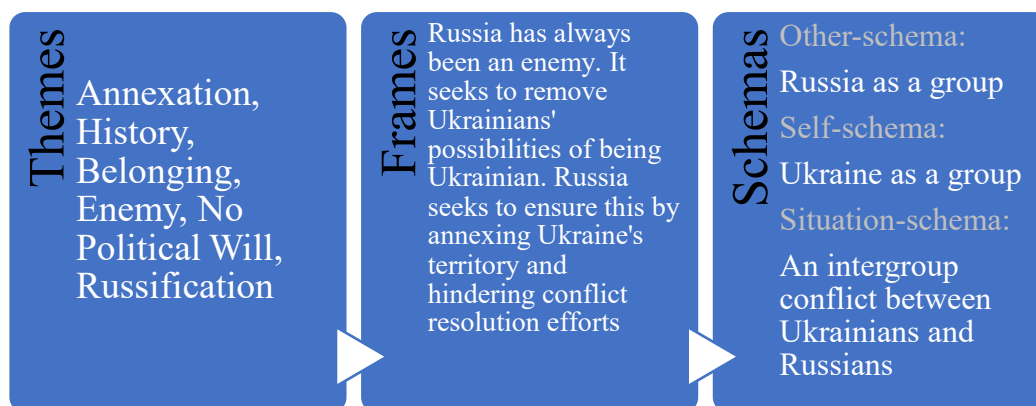 Themes
Annexation,
History,
Belonging,
Enemy, No
Political Will,
Russification
Frames
Russia has always
been an enemy. It
seeks to remove
Ukrainians'
possibilities of being
Ukrainian. Russia
seeks to ensure this by
annexing Ukraine's
territory and
hindering conflict
resolution efforts
Schemas
Other-schema:
Russia as a group
Self-schema:
Ukraine as a group
Situation-schema:
An intergroup
conflict between
Ukrainians and
Russians